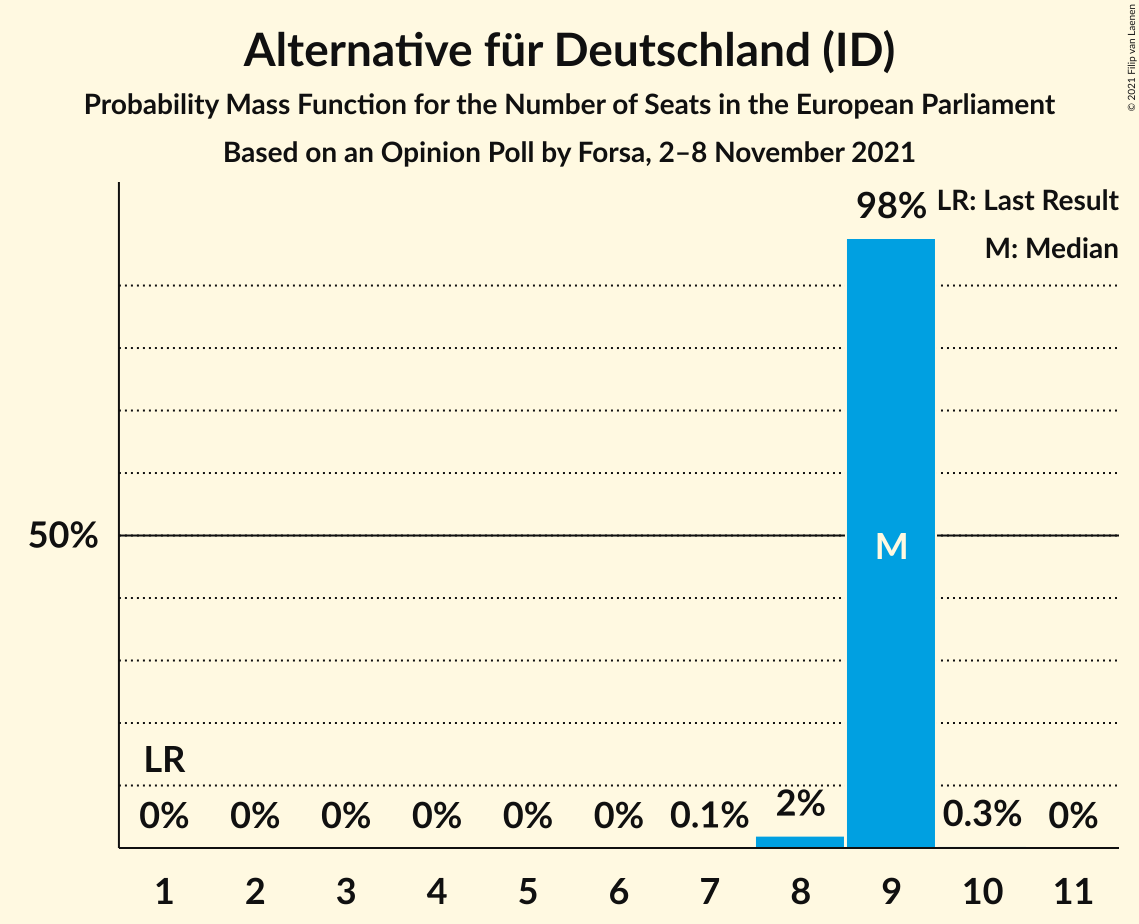 Alternative für Deutschland (ID)
Probability Mass Function for the Number of Seats in the European Parliament
Based on an Opinion Poll by Forsa, 2–8 November 2021
© 2021 Filip van Laenen
98%
LR: Last Result
M: Median
50%
M
LR
0% 0% 0% 0% 0% 0% 0.1% 2% 0.3% 0%
1 2 3 4 5 6 7 8 9 10 11